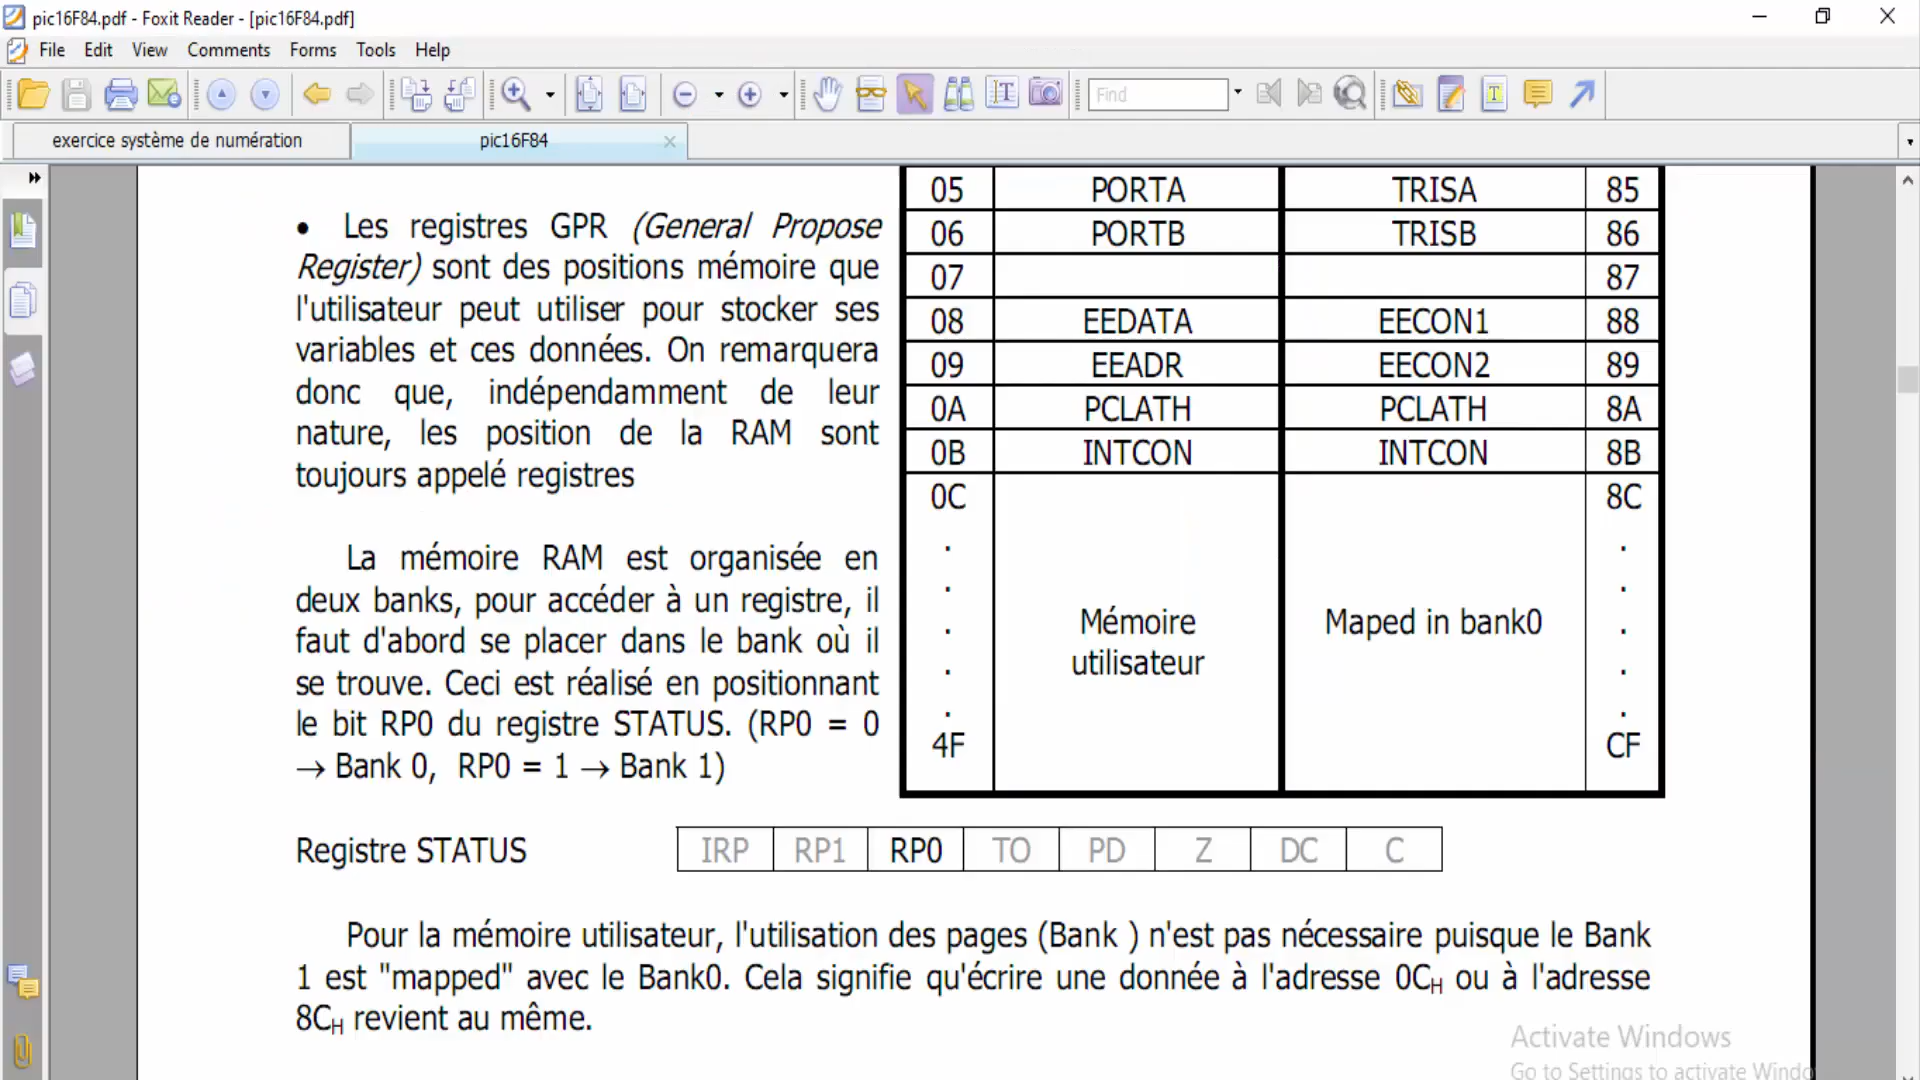 pic16F84.pdf - Foxit Reader - [pic16F84.pdf]
File Edit View Comments Forms Tools Help
Find
exercice système de numération
pic16F84
• Les registres GPR (General Propose
Register) sont des positions mémoire que
l'utilisateur peut utiliser pour stocker ses
variables et ces données. On remarquera
donc que, indépendamment de leur
nature, les position de la RAM sont
toujours appelé registres
La mémoire RAM est organisée en
deux banks, pour accéder à un registre, il
faut d'abord se placer dans le bank où il
se trouve. Ceci est réalisé en positionnant
le bit RP0 du registre STATUS. (RP0 = 0
→ Bank 0, RP0 = 1 → Bank 1)
05 PORTA TRISA 85
06 PORTB TRISB 86
07 87
08 EEDATA EECON1 88
09 EEADR EECON2 89
0A PCLATH PCLATH 8A
0B INTCON INTCON 8B
0C 8C
. .
. .
. Mémoire Maped in bank0 .
. utilisateur .
. .
4F CF
Registre STATUS IRP RP1 RP0 TO PD Z DC C
Pour la mémoire utilisateur, l'utilisation des pages (Bank ) n'est pas nécessaire puisque le Bank
1 est "mapped" avec le Bank0. Cela signifie qu'écrire une donnée à l'adresse 0CH ou à l'adresse
8CH revient au même.
Activate Windows
Go to Settings to activate Windo